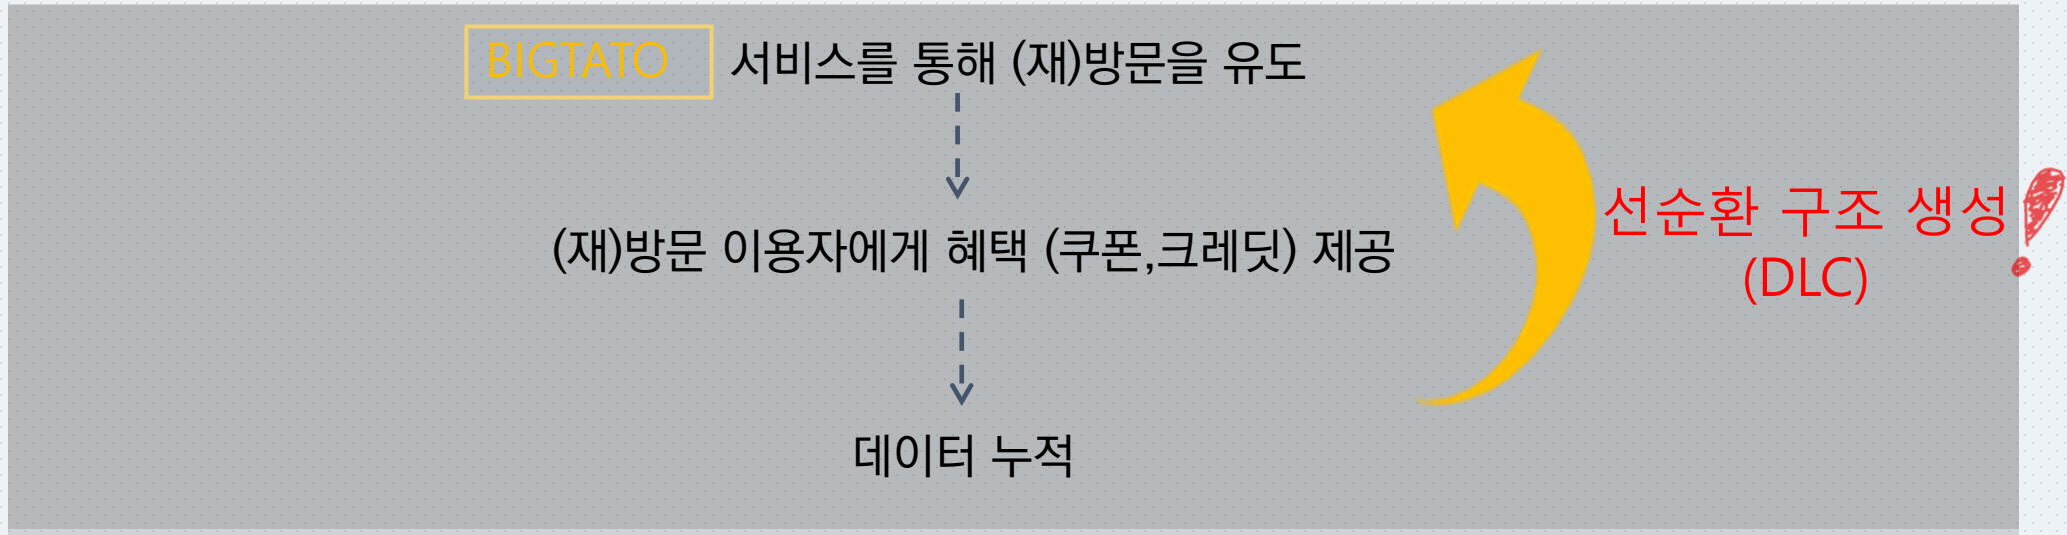 BIGTATO 서비스를 통해 (재)방문을 유도
(재)방문 이용자에게 혜택 (쿠폰,크레딧) 제공
선순환 구조 생성
(DLC)
데이터 누적